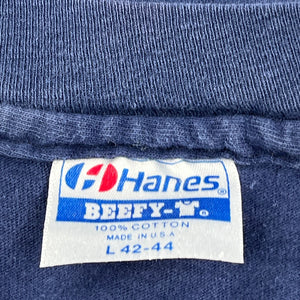 Hanes®
BEEFY-T®
100% COTTON
MADE IN U.S.A
L 42-44